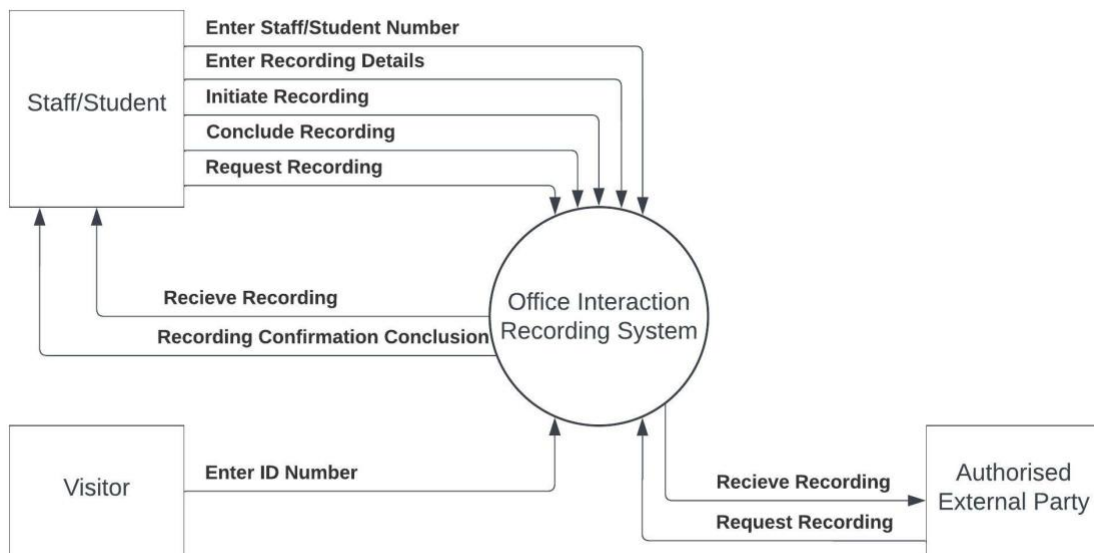 Enter Staff/Student Number
Enter Recording Details
Staff/Student
Initiate Recording
Conclude Recording
Request Recording
Recieve Recording
Recording Confirmation Conclusion
Office Interaction
Recording System
Visitor
Enter ID Number
Recieve Recording
Request Recording
Authorised
External Party